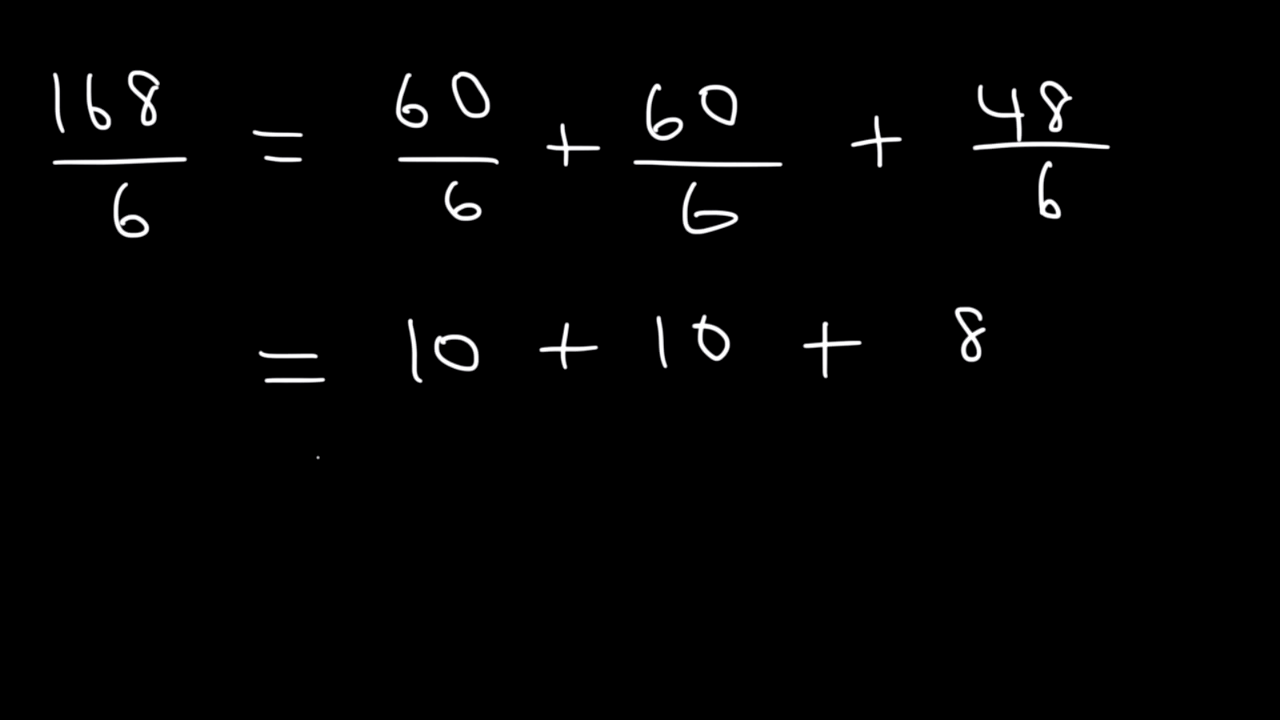 168/6 = 60/6 + 60/6 + 48/6
= 10 + 10 + 8